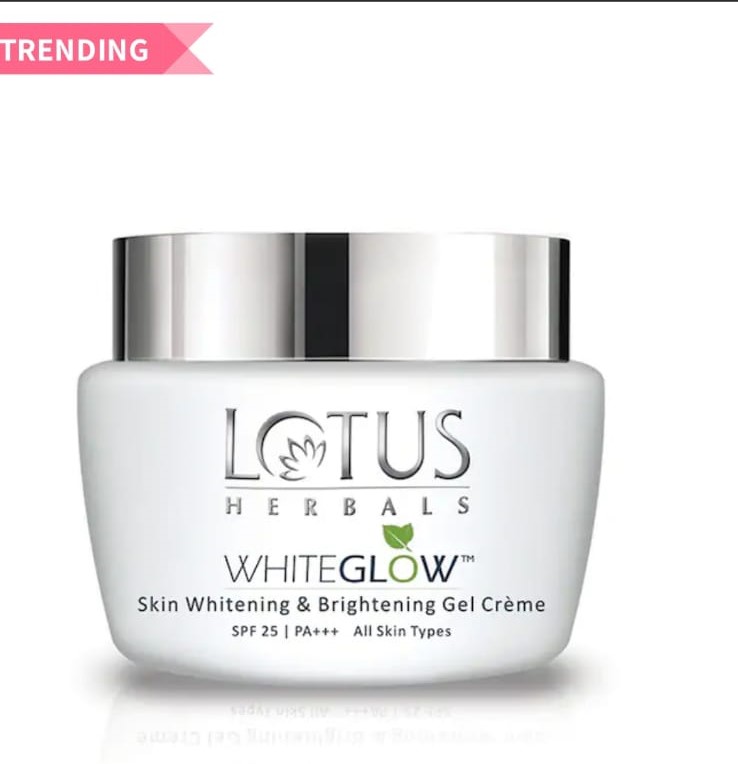 TRENDING
LOTUS
HERBALS
WHITEGLOW™
Skin Whitening & Brightening Gel Crème
SPF 25 | PA+++ All Skin Types